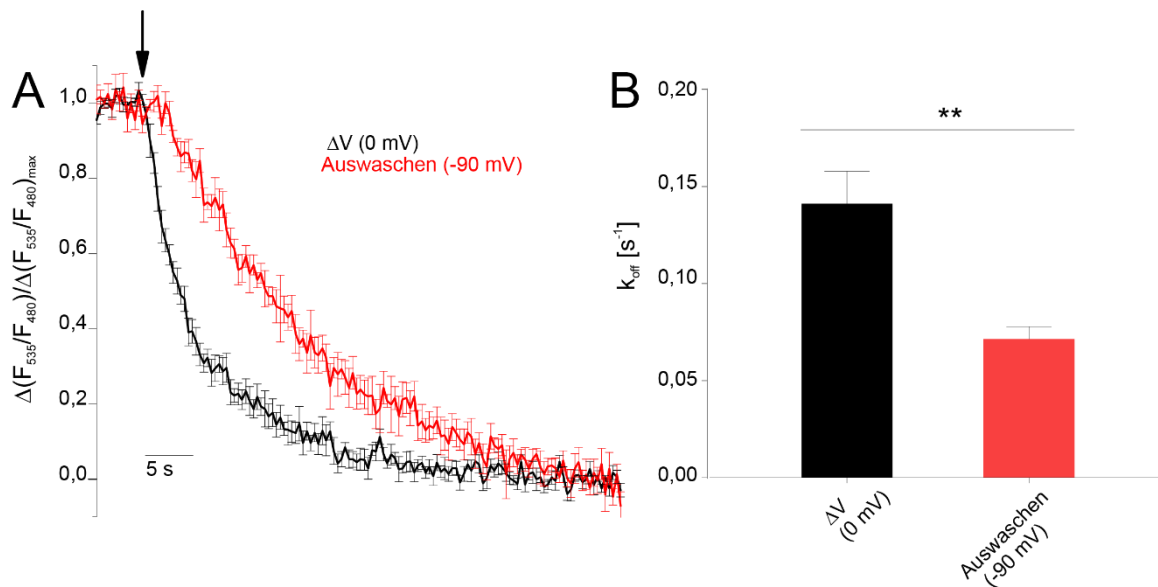 A
Δ(F535/F480)/Δ(F535/F480)max
1,0
0,8
0,6
0,4
0,2
0,0
ΔV (0 mV)
Auswaschen (-90 mV)
5 s
B
koff [s-1]
0,20
0,15
0,10
0,05
0,00
**
ΔV
(0 mV)
Auswaschen
(-90 mV)